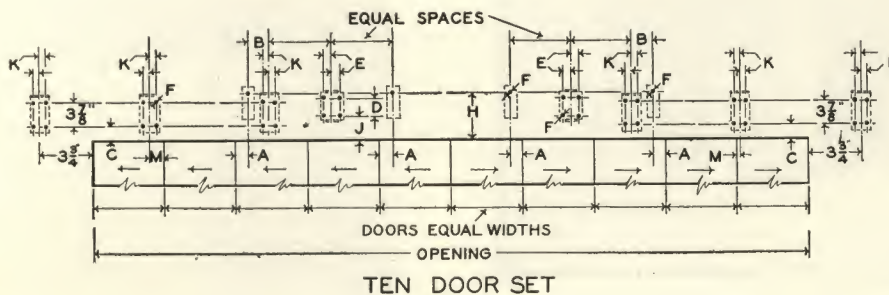 EQUAL SPACES
B B
K K K E E K K
F F F F
3 7/8" D H J 3 7/8"
3 3/4 C M A A A A M C 3 3/4
DOORS EQUAL WIDTHS
OPENING
TEN DOOR SET